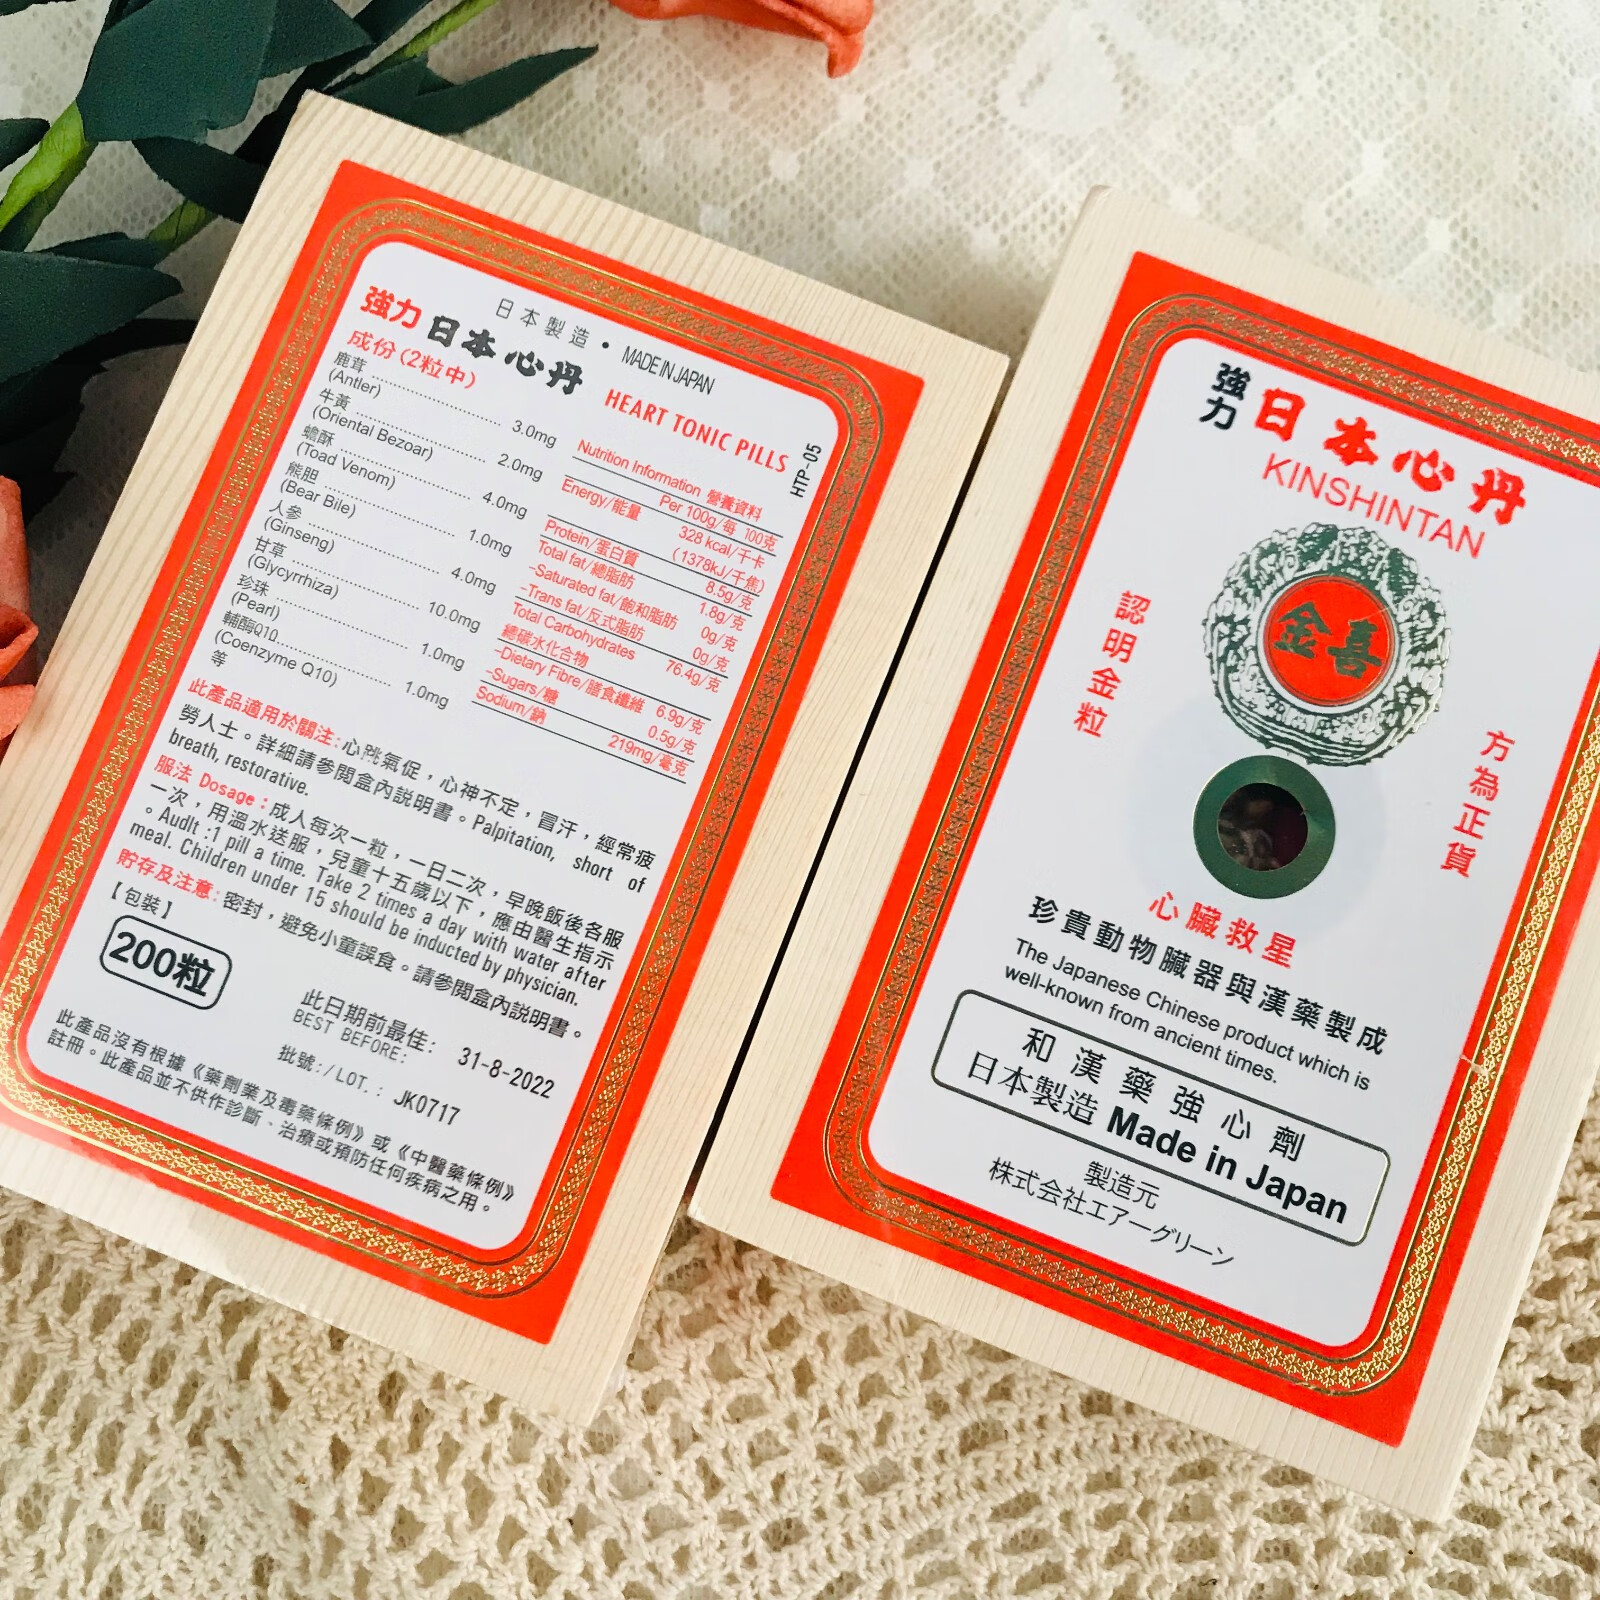 日本製造 • MADE IN JAPAN
強力 日本心丹 HEART TONIC PILLS
HTP-05
成份(2粒中)
鹿茸 3.0mg
(Antler)
牛黃 2.0mg
(Oriental Bezoar)
蟾酥 4.0mg
(Toad Venom)
熊胆 1.0mg
(Bear Bile)
人參 4.0mg
(Ginseng)
甘草 10.0mg
(Glycyrrhiza)
珍珠 1.0mg
(Pearl)
輔酶Q10 1.0mg
(Coenzyme Q10)
等
Nutrition Information 營養資料
Per 100g/每 100克
Energy/能量 328 kcal/千卡
(1378kJ/千焦)
Protein/蛋白質 8.5g/克
Total fat/總脂肪 1.8g/克
-Saturated fat/飽和脂肪 0g/克
-Trans fat/反式脂肪 0g/克
Total Carbohydrates
總碳水化合物 76.4g/克
-Dietary Fibre/膳食纖維 6.9g/克
-Sugars/糖 0.5g/克
Sodium/鈉 219mg/毫克
此產品適用於關注:心跳氣促，心神不定，冒汗，經常疲
勞人士。詳細請參閱盒內説明書。Palpitation, short of
breath, restorative.
服法 Dosage:成人每次一粒，一日二次，早晚飯後各服
一次，用溫水送服，兒童十五歲以下，應由醫生指示
。Audlt :1 pill a time. Take 2 times a day with water after
meal. Children under 15 should be inducted by physician.
貯存及注意:密封，避免小童誤食。請參閱盒內説明書。
【包裝】
200粒
此日期前最佳:
BEST BEFORE: 31-8-2022
批號:/LOT.: JK0717
此產品沒有根據《藥劑業及毒藥條例》或《中醫藥條例》
註冊。此產品並不供作診斷、治療或預防任何疾病之用。
強力 日本心丹
KINSHINTAN
金喜
認明金粒
方為正貨
心臟救星
珍貴動物臟器與漢藥製成
The Japanese Chinese product which is
well-known from ancient times.
和漢藥強心劑
日本製造 Made in Japan
製造元
株式会社エアーグリーン